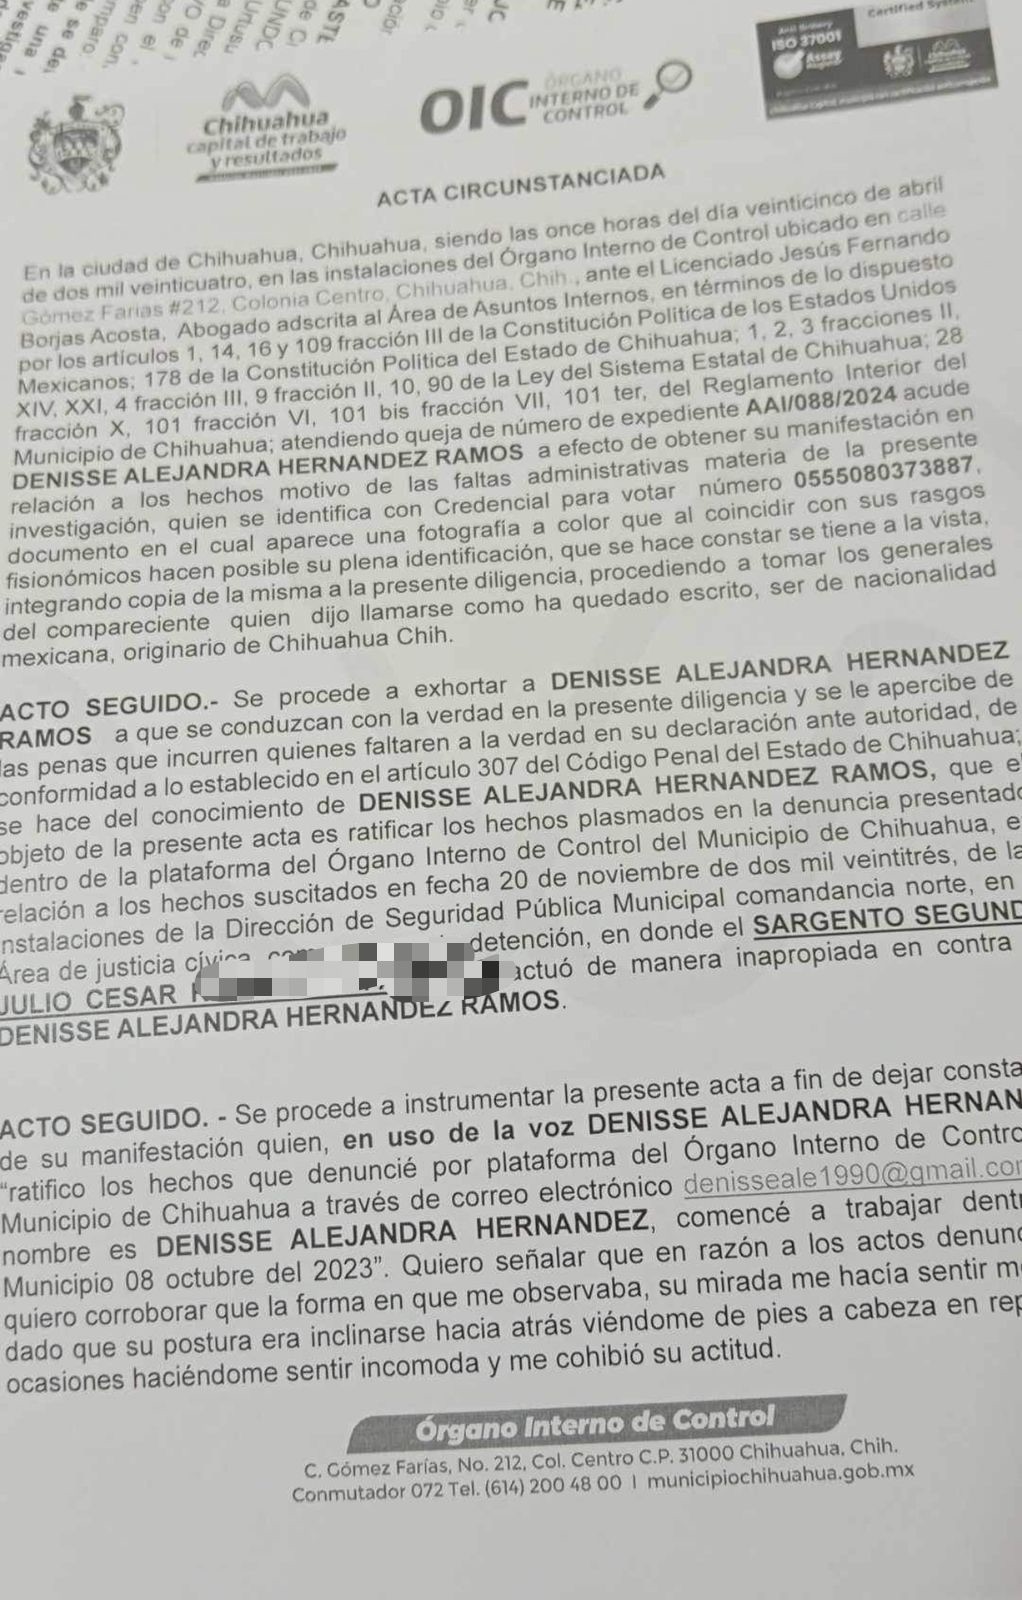 Certified
ISO 37001
Chihuahua
capital de trabajo
y resultados
OIC ÓRGANO
INTERNO DE
CONTROL
ACTA CIRCUNSTANCIADA
En la ciudad de Chihuahua, Chihuahua, siendo las once horas del día veinticinco de abril
de dos mil veinticuatro, en las instalaciones del Órgano Interno de Control ubicado en calle
Gómez Farías #212, Colonia Centro, Chihuahua, Chih., ante el Licenciado Jesús Fernando
Borjas Acosta, Abogado adscrita al Área de Asuntos Internos, en términos de lo dispuesto
por los artículos 1, 14, 16 y 109 fracción III de la Constitución Política de los Estados Unidos
Mexicanos; 178 de la Constitución Política del Estado de Chihuahua; 1, 2, 3 fracciones II,
XIV, XXI, 4 fracción III, 9 fracción II, 10, 90 de la Ley del Sistema Estatal de Chihuahua; 28
fracción X, 101 fracción VI, 101 bis fracción VII, 101 ter, del Reglamento Interior del
Municipio de Chihuahua; atendiendo queja de número de expediente AAI/088/2024 acude
DENISSE ALEJANDRA HERNANDEZ RAMOS a efecto de obtener su manifestación en
relación a los hechos motivo de las faltas administrativas materia de la presente
investigación, quien se identifica con Credencial para votar número 0555080373887,
documento en el cual aparece una fotografía a color que al coincidir con sus rasgos
fisionómicos hacen posible su plena identificación, que se hace constar se tiene a la vista,
integrando copia de la misma a la presente diligencia, procediendo a tomar los generales
del compareciente quien dijo llamarse como ha quedado escrito, ser de nacionalidad
mexicana, originario de Chihuahua Chih.
ACTO SEGUIDO.- Se procede a exhortar a DENISSE ALEJANDRA HERNANDEZ
RAMOS a que se conduzcan con la verdad en la presente diligencia y se le apercibe de
las penas que incurren quienes faltaren a la verdad en su declaración ante autoridad, de
conformidad a lo establecido en el artículo 307 del Código Penal del Estado de Chihuahua;
se hace del conocimiento de DENISSE ALEJANDRA HERNANDEZ RAMOS, que e
objeto de la presente acta es ratificar los hechos plasmados en la denuncia presentado
dentro de la plataforma del Órgano Interno de Control del Municipio de Chihuahua, e
relación a los hechos suscitados en fecha 20 de noviembre de dos mil veintitrés, de la
nstalaciones de la Dirección de Seguridad Pública Municipal comandancia norte, en
Área de justicia cívica detención, en donde el SARGENTO SEGUND
JULIO CESAR actuó de manera inapropiada en contra
DENISSE ALEJANDRA HERNANDEZ RAMOS.
ACTO SEGUIDO. - Se procede a instrumentar la presente acta a fin de dejar consta
de su manifestación quien, en uso de la voz DENISSE ALEJANDRA HERNAN
“ratifico los hechos que denuncié por plataforma del Órgano Interno de Contro
Municipio de Chihuahua a través de correo electrónico denisseale1990@gmail.com
nombre es DENISSE ALEJANDRA HERNANDEZ, comencé a trabajar dentr
Municipio 08 octubre del 2023”. Quiero señalar que en razón a los actos denunc
quiero corroborar que la forma en que me observaba, su mirada me hacía sentir m
dado que su postura era inclinarse hacia atrás viéndome de pies a cabeza en rep
ocasiones haciéndome sentir incomoda y me cohibió su actitud.
Órgano Interno de Control
C. Gómez Farías, No. 212, Col. Centro C.P. 31000 Chihuahua, Chih.
Conmutador 072 Tel. (614) 200 48 00 I municipiochihuahua.gob.mx